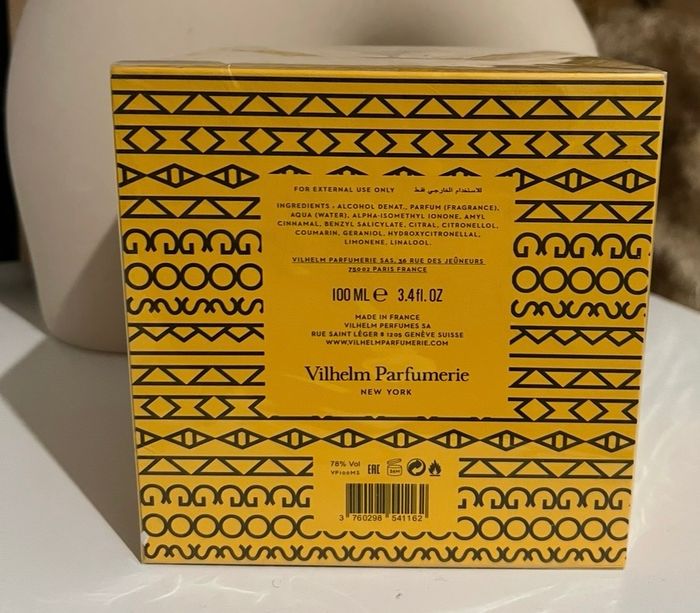 FOR EXTERNAL USE ONLY للاستخدام الخارجي فقط
INGREDIENTS - ALCOHOL DENAT., PARFUM (FRAGRANCE),
AQUA (WATER), ALPHA-ISOMETHYL IONONE, AMYL
CINNAMAL, BENZYL SALICYLATE, CITRAL, CITRONELLOL,
COUMARIN, GERANIOL, HYDROXYCITRONELLAL,
LIMONENE, LINALOOL.
VILHELM PARFUMERIE SAS, 36 RUE DES JEÛNEURS
75002 PARIS FRANCE
100 ML ℮ 3.4 fl. OZ
MADE IN FRANCE
VILHELM PERFUMES SA
RUE SAINT LÉGER 8 1205 GENÈVE SUISSE
WWW.VILHELMPARFUMERIE.COM
Vilhelm Parfumerie
NEW YORK
78% Vol EAC 36M
VP100MS
3 760298 541162